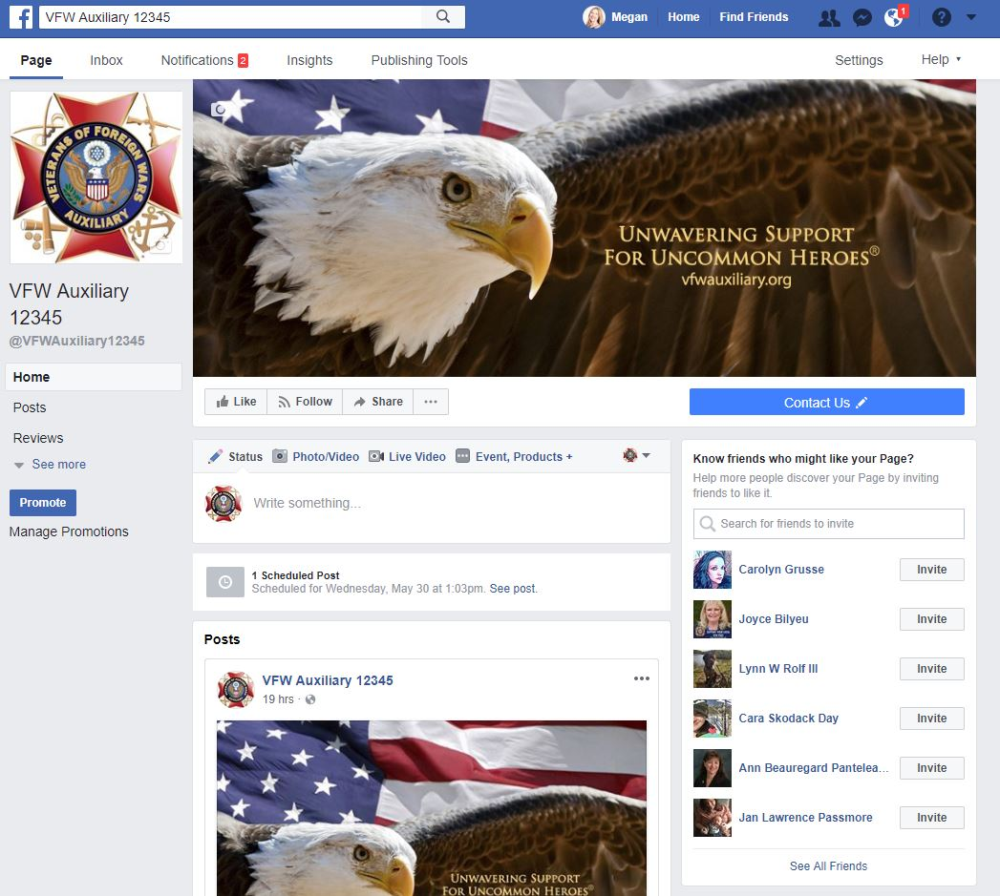 VFW Auxiliary 12345
Megan Home Find Friends
1
Page Inbox Notifications 2 Insights Publishing Tools Settings Help
VETERANS OF FOREIGN WARS
AUXILIARY
UNWAVERING SUPPORT
FOR UNCOMMON HEROES®
vfwauxiliary.org
VFW Auxiliary
12345
@VFWAuxiliary12345
Home
Posts
Reviews
See more
Promote
Manage Promotions
Like Follow Share ...
Contact Us
Status Photo/Video Live Video Event, Products +
Write something...
1 Scheduled Post
Scheduled for Wednesday, May 30 at 1:03pm. See post.
Posts
VFW Auxiliary 12345
19 hrs ·
UNWAVERING SUPPORT
FOR UNCOMMON HEROES®
Know friends who might like your Page?
Help more people discover your Page by inviting
friends to like it.
Search for friends to invite
Carolyn Grusse Invite
Joyce Bilyeu Invite
Lynn W Rolf III Invite
Cara Skodack Day Invite
Ann Beauregard Pantelea... Invite
Jan Lawrence Passmore Invite
See All Friends